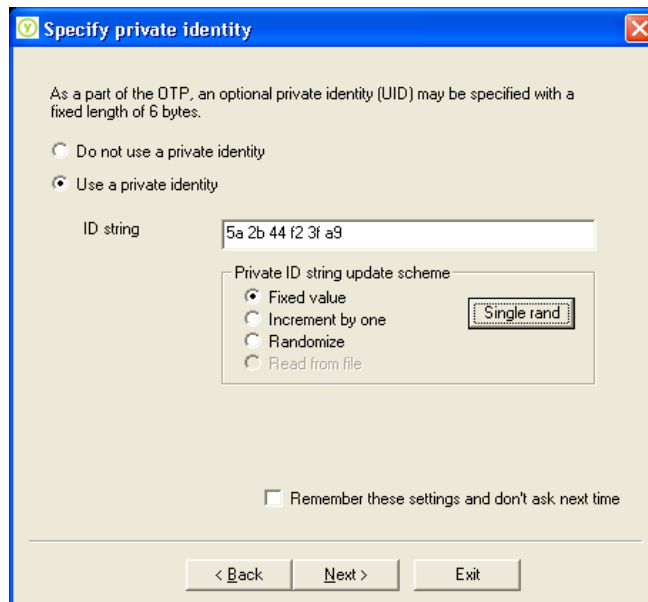 Specify private identity
As a part of the OTP, an optional private identity (UID) may be specified with a
fixed length of 6 bytes.
Do not use a private identity
Use a private identity
ID string
5a 2b 44 f2 3f a9
Private ID string update scheme
Fixed value
Single rand
Increment by one
Randomize
Read from file
Remember these settings and don't ask next time
< Back
Next >
Exit